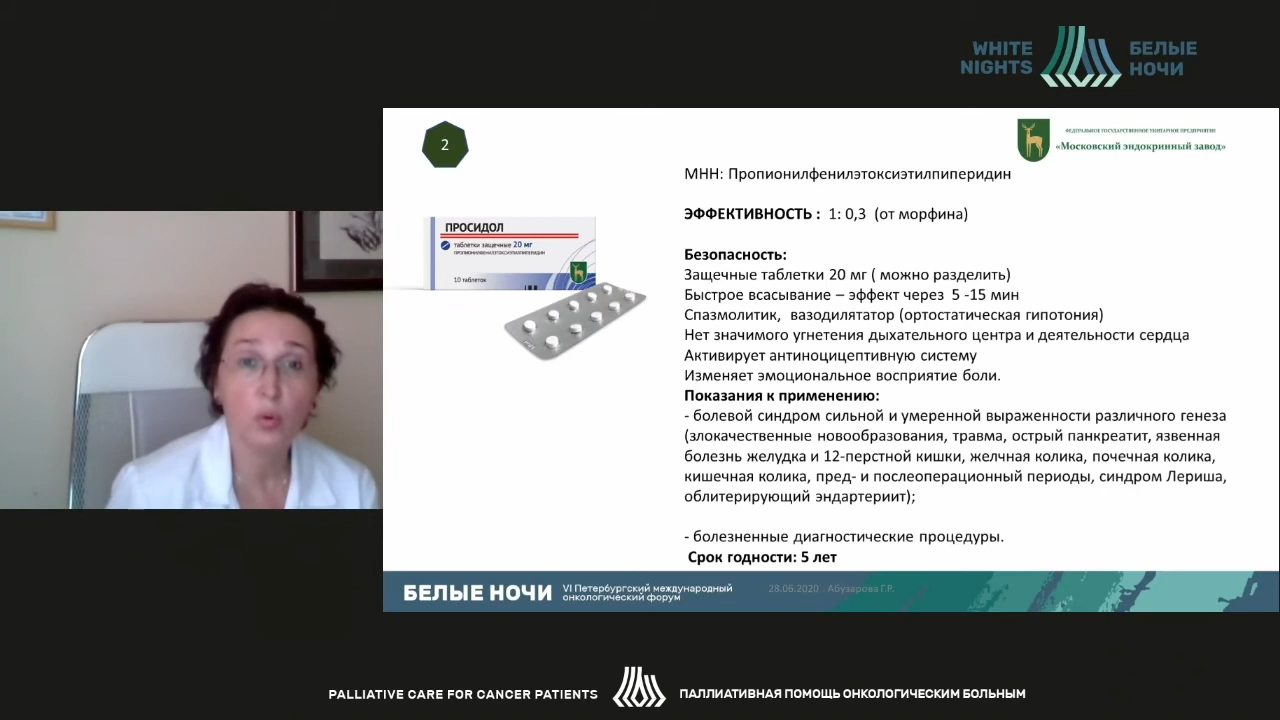 WHITE
NIGHTS
БЕЛЫЕ
НОЧИ
2
ФЕДЕРАЛЬНОЕ ГОСУДАРСТВЕННОЕ УНИТАРНОЕ ПРЕДПРИЯТИЕ
«Московский эндокринный завод»
МНН: Пропионилфенилэтоксиэтилпиперидин
ЭФФЕКТИВНОСТЬ : 1: 0,3 (от морфина)
ПРОСИДОЛ
таблетки защечные 20 мг
ПРОПИОНИЛФЕНИЛЭТОКСИЭТИЛПИПЕРИДИН
10 таблеток
Безопасность:
Защечные таблетки 20 мг ( можно разделить)
Быстрое всасывание – эффект через 5 -15 мин
Спазмолитик, вазодилятатор (ортостатическая гипотония)
Нет значимого угнетения дыхательного центра и деятельности сердца
Активирует антиноцицептивную систему
Изменяет эмоциональное восприятие боли.
Показания к применению:
- болевой синдром сильной и умеренной выраженности различного генеза
(злокачественные новообразования, травма, острый панкреатит, язвенная
болезнь желудка и 12-перстной кишки, желчная колика, почечная колика,
кишечная колика, пред- и послеоперационный периоды, синдром Лериша,
облитерирующий эндартериит);
- болезненные диагностические процедуры.
Срок годности: 5 лет
БЕЛЫЕ НОЧИ
VI Петербургский международный
онкологический форум
28.06.2020 . Абузарова Г.Р.
PALLIATIVE CARE FOR CANCER PATIENTS
ПАЛЛИАТИВНАЯ ПОМОЩЬ ОНКОЛОГИЧЕСКИМ БОЛЬНЫМ